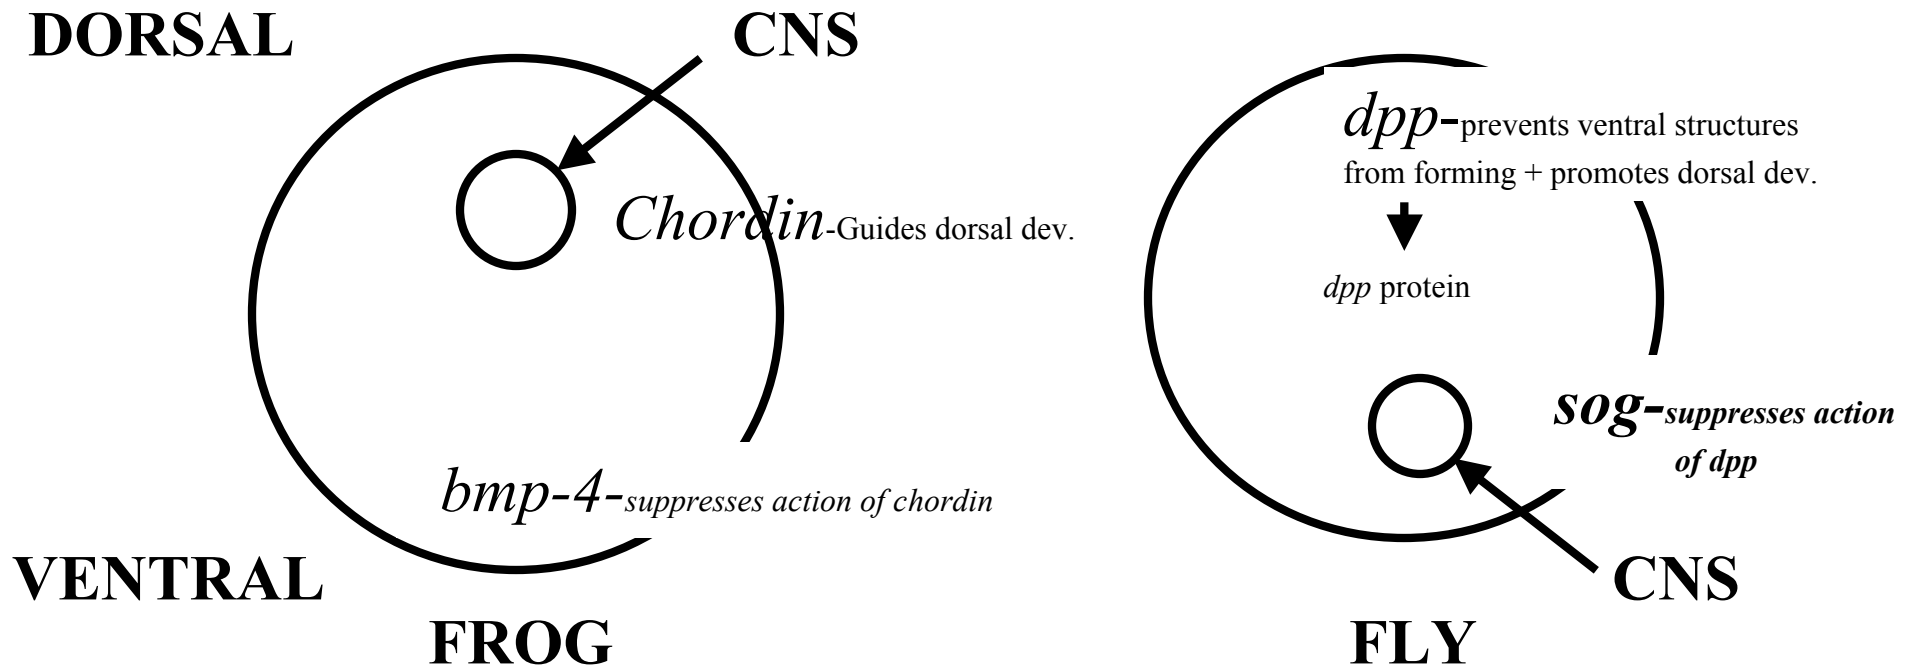 DORSAL
CNS
Chordin-Guides dorsal dev.
bmp-4-suppresses action of chordin
VENTRAL
FROG
dpp-prevents ventral structures
from forming + promotes dorsal dev.
dpp protein
sog-suppresses action
of dpp
CNS
FLY